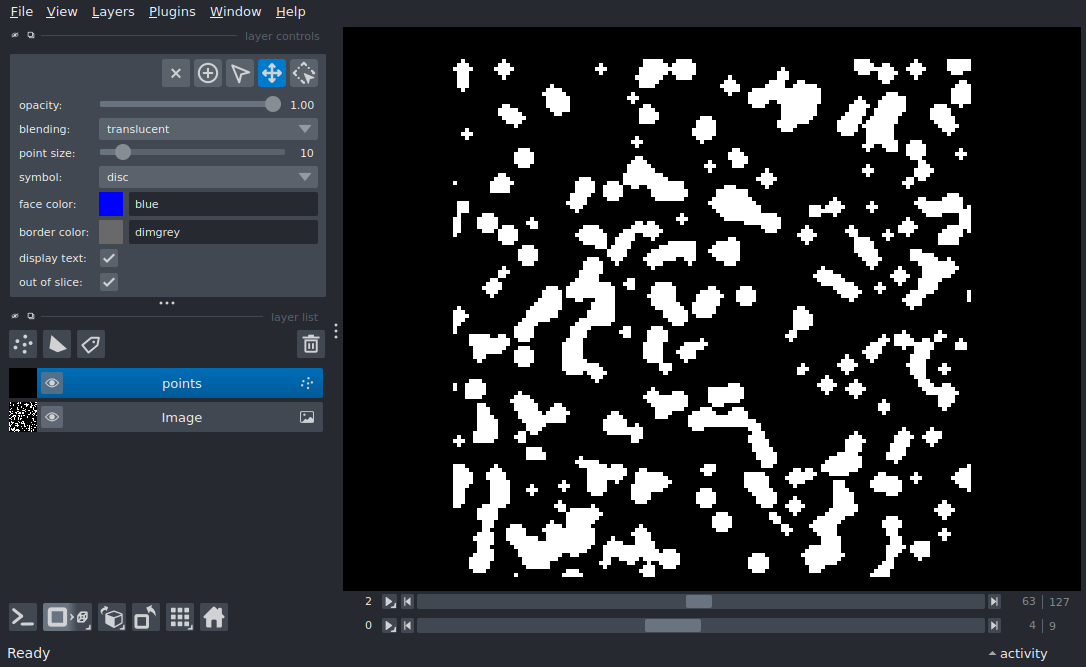 File View Layers Plugins Window Help
layer controls
opacity: 1.00
blending: translucent
point size: 10
symbol: disc
face color: blue
border color: dimgrey
display text:
out of slice:
layer list
points
Image
2 63 127
0 4 9
Ready activity